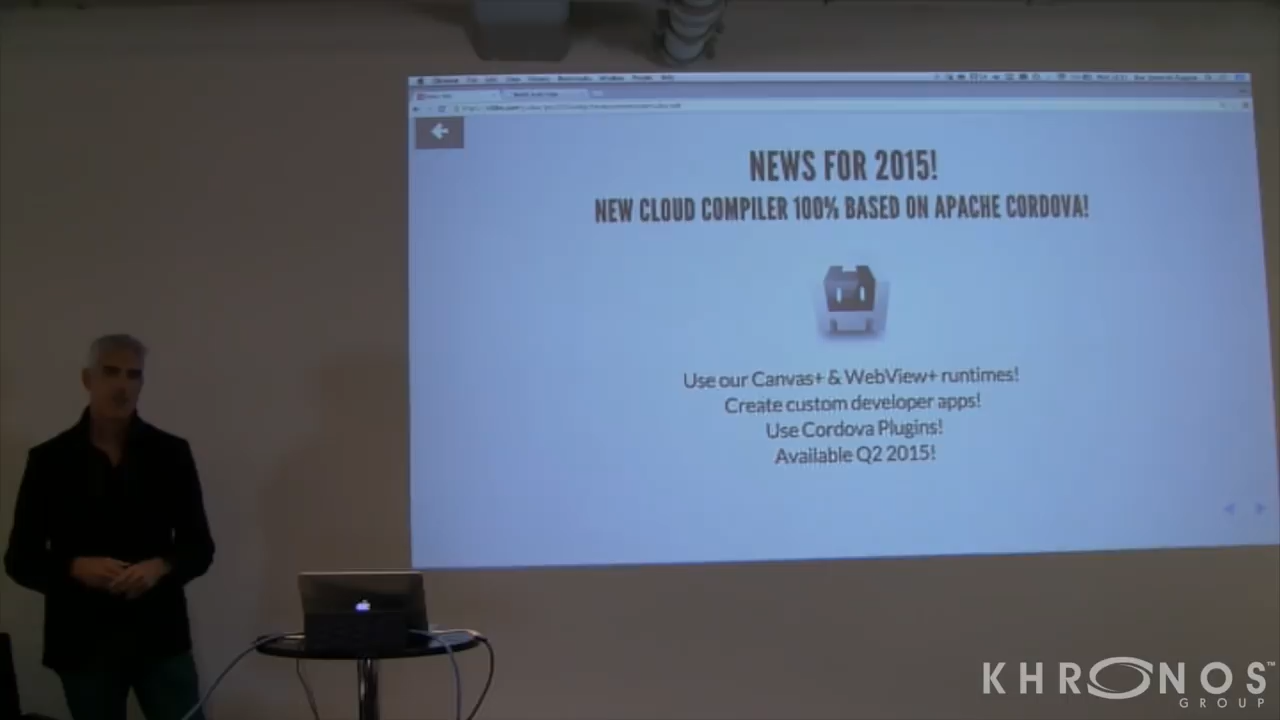 NEWS FOR 2015!
NEW CLOUD COMPILER 100% BASED ON APACHE CORDOVA!
Use our Canvas+ & WebView+ runtimes!
Create custom developer apps!
Use Cordova Plugins!
Available Q2 2015!
KHRONOS™
GROUP